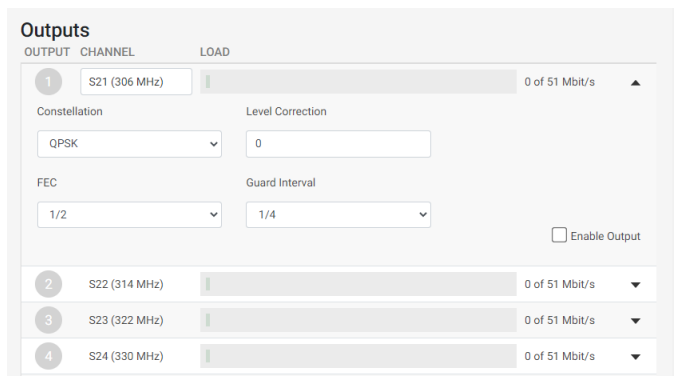 Outputs
OUTPUT CHANNEL LOAD
1 S21 (306 MHz) 0 of 51 Mbit/s
Constellation Level Correction
QPSK 0
FEC Guard Interval
1/2 1/4
Enable Output
2 S22 (314 MHz) 0 of 51 Mbit/s
3 S23 (322 MHz) 0 of 51 Mbit/s
4 S24 (330 MHz) 0 of 51 Mbit/s